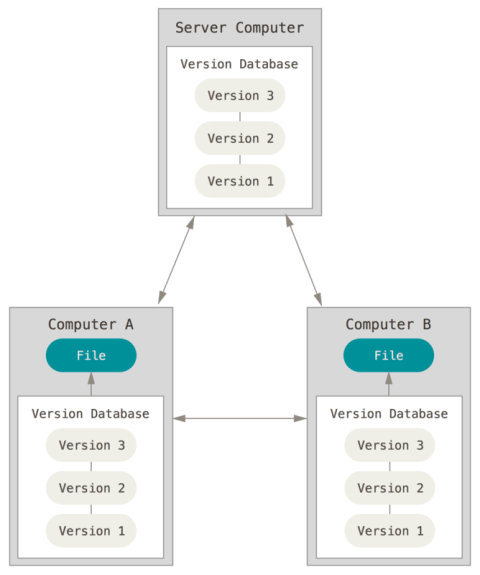 Server Computer
Version Database
Version 3
Version 2
Version 1
Computer A
File
Version Database
Version 3
Version 2
Version 1
Computer B
File
Version Database
Version 3
Version 2
Version 1